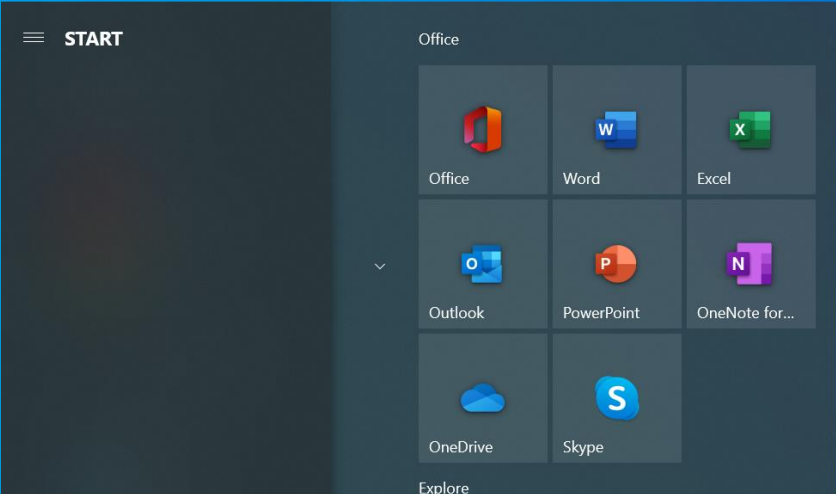 START
Office
Office
Word
Excel
Outlook
PowerPoint
OneNote for...
OneDrive
Skype
Explore